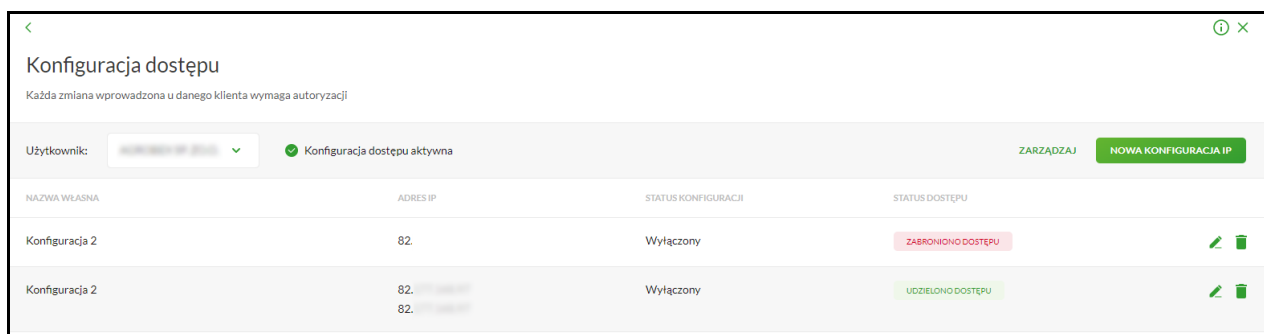 Konfiguracja dostępu
Każda zmiana wprowadzona u danego klienta wymaga autoryzacji
Użytkownik: Konfiguracja dostępu aktywna ZARZĄDZAJ NOWA KONFIGURACJA IP
NAZWA WŁASNA ADRES IP STATUS KONFIGURACJI STATUS DOSTĘPU
Konfiguracja 2 82. Wyłączony ZABRONIONO DOSTĘPU
Konfiguracja 2 82. Wyłączony UDZIELONO DOSTĘPU
82.